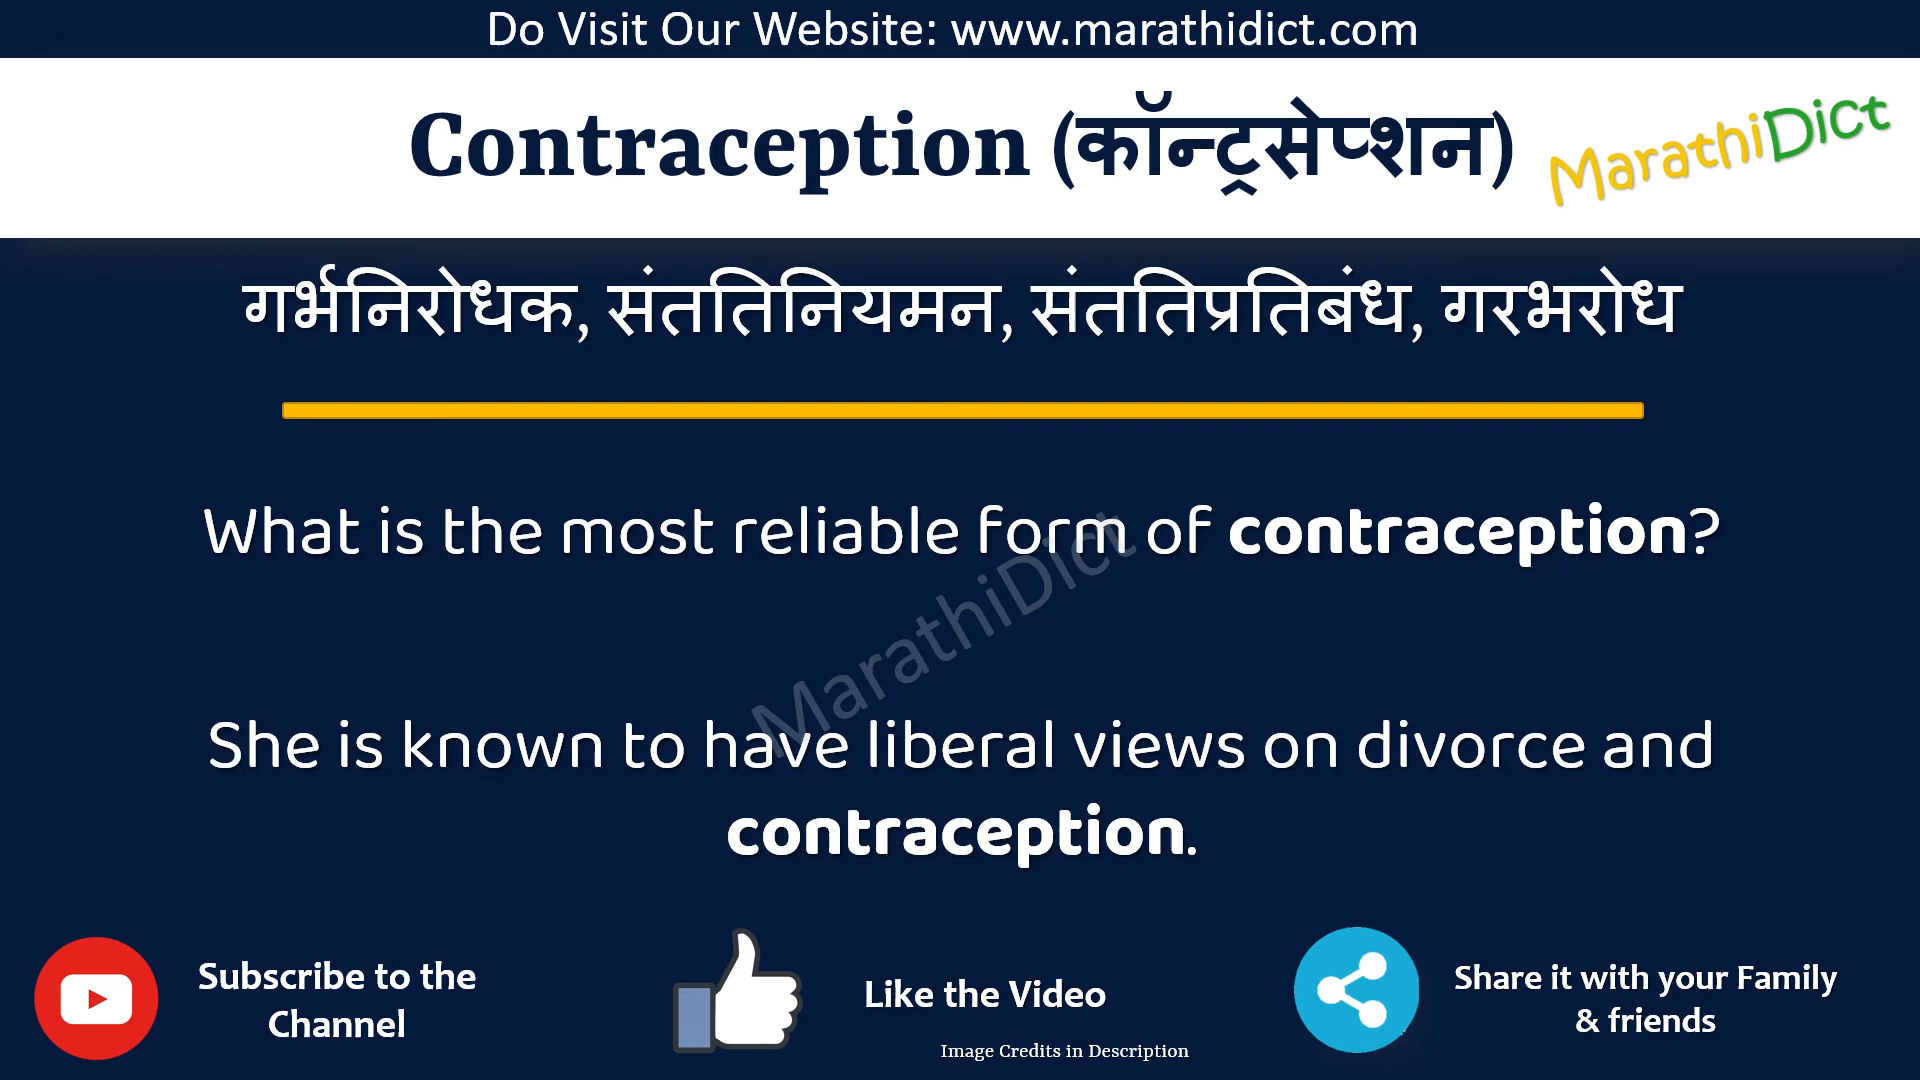 Do Visit Our Website: www.marathidict.com
Contraception (कॉन्ट्रसेप्शन)
MarathiDict
गर्भनिरोधक, संततिनियमन, संततिप्रतिबंध, गरभरोध
What is the most reliable form of contraception?
MarathiDict
She is known to have liberal views on divorce and
contraception.
Subscribe to the
Channel
Like the Video
Share it with your Family
& friends
Image Credits in Description